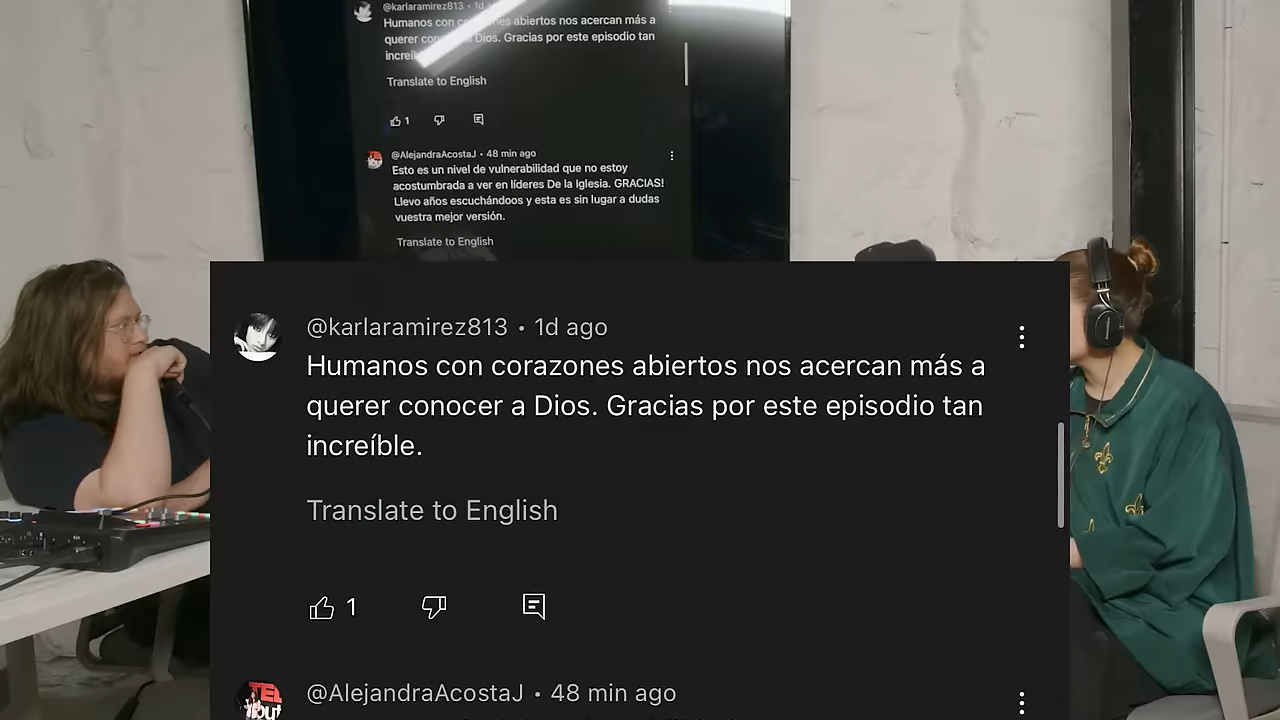 @karlaramirez813 • 1d
Humanos con abiertos nos acercan más a
querer Dios. Gracias por este episodio tan
Translate to English
1
@AlejandraAcostaJ • 48 min ago
Esto es un nivel de vulnerabilidad que no estoy
acostumbrada a ver en líderes De la Iglesia. GRACIAS!
Llevo años escuchándoos y esta es sin lugar a dudas
vuestra mejor versión.
Translate to English
@karlaramirez813 • 1d ago
Humanos con corazones abiertos nos acercan más a
querer conocer a Dios. Gracias por este episodio tan
increíble.
Translate to English
1
@AlejandraAcostaJ • 48 min ago